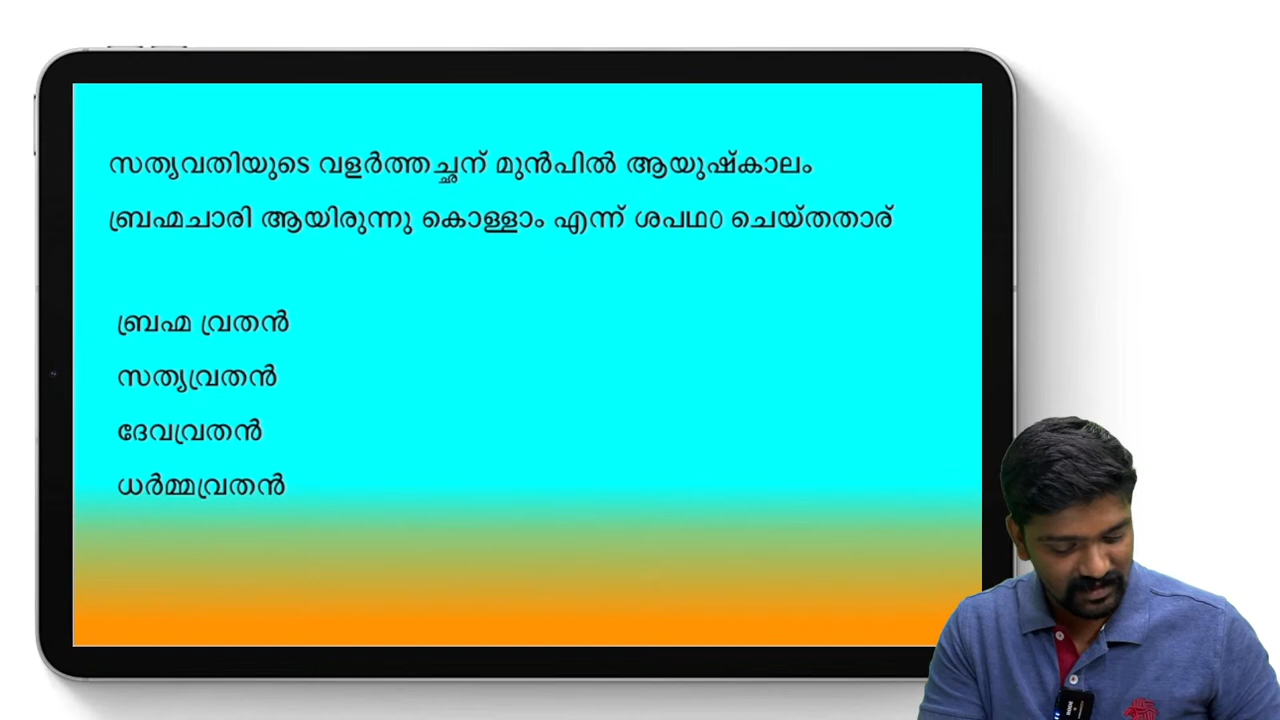 സത്യവതിയുടെ വളർത്തച്ഛന് മുൻപിൽ ആയുഷ്കാലം
ബ്രഹ്മചാരി ആയിരുന്നു കൊള്ളാം എന്ന് ശപഥ0 ചെയ്തതാര്
ബ്രഹ്മ വ്രതൻ
സത്യവ്രതൻ
ദേവവ്രതൻ
ധർമ്മവ്രതൻ